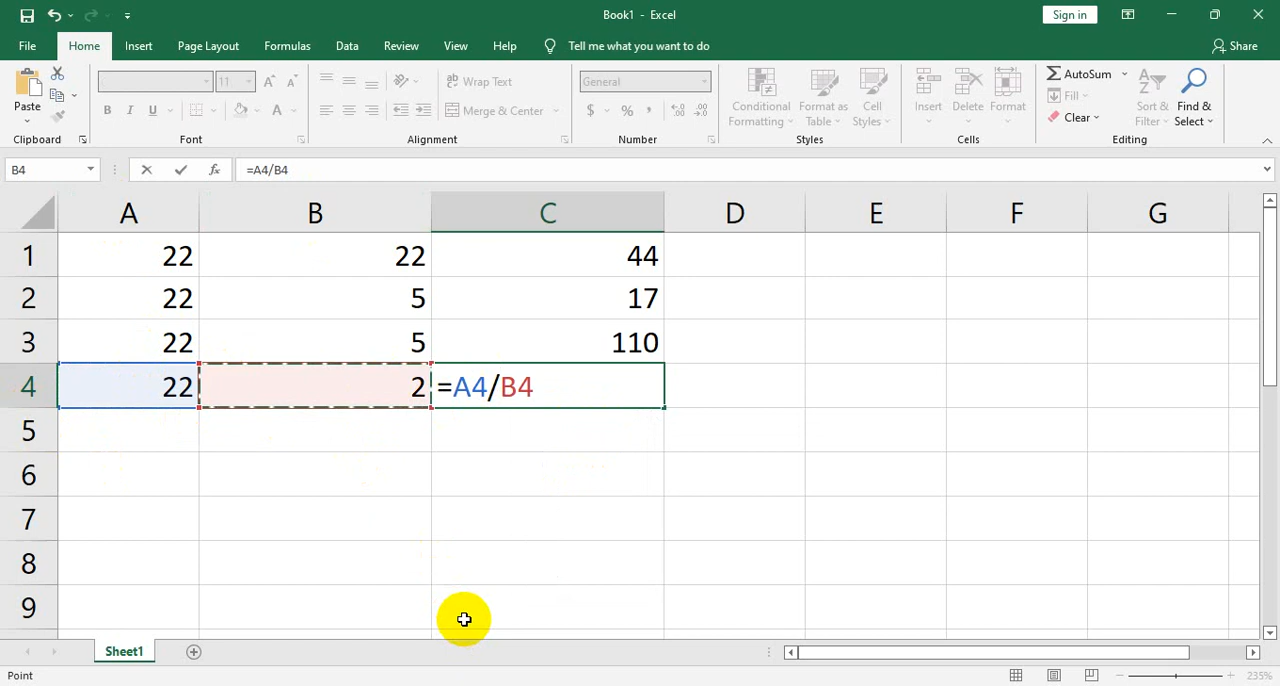 Book1 - Excel
Sign in
File Home Insert Page Layout Formulas Data Review View Help Tell me what you want to do Share
11 Wrap Text General AutoSum
Paste Conditional Format as Cell Insert Delete Format Fill Sort & Find &
B I U A Merge & Center $ % Formatting Table Styles Clear Filter Select
Clipboard Font Alignment Number Styles Cells Editing
B4 fx =A4/B4
A B C D E F G
1 22 22 44
2 22 5 17
3 22 5 110
4 22 2 =A4/B4
5
6
7
8
9
Sheet1
Point 235%